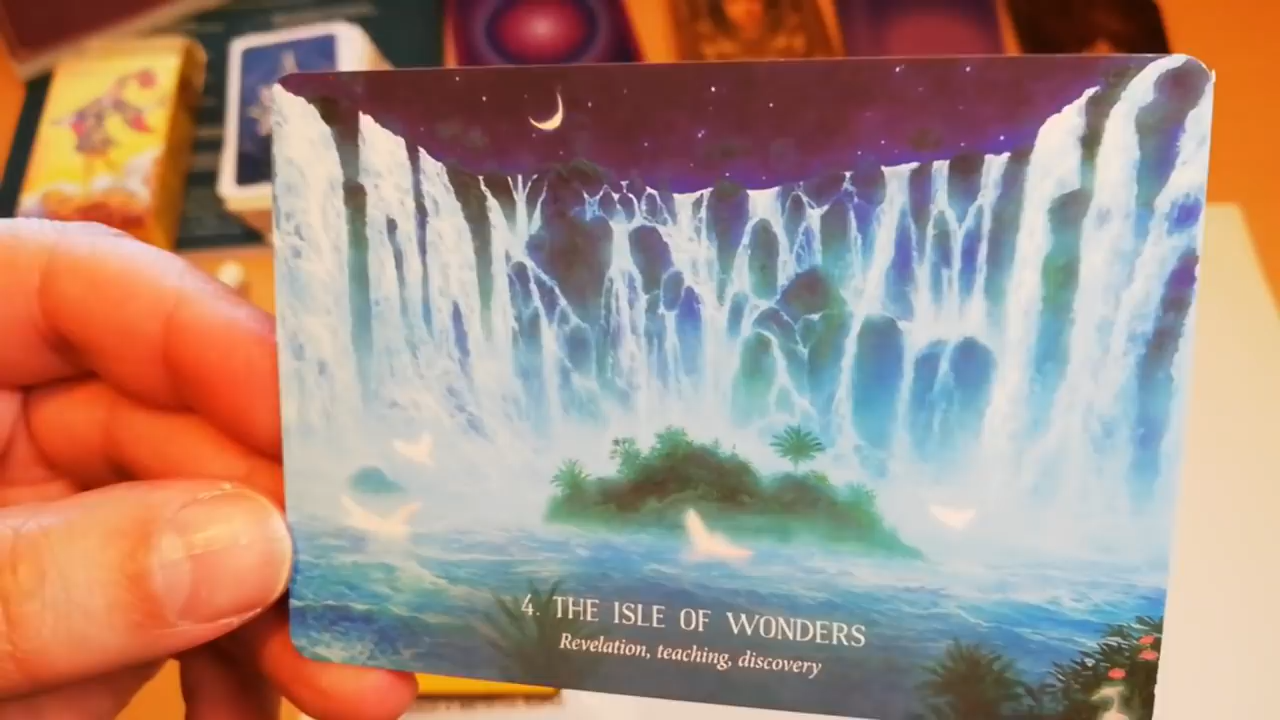 4. THE ISLE OF WONDERS
Revelation, teaching, discovery